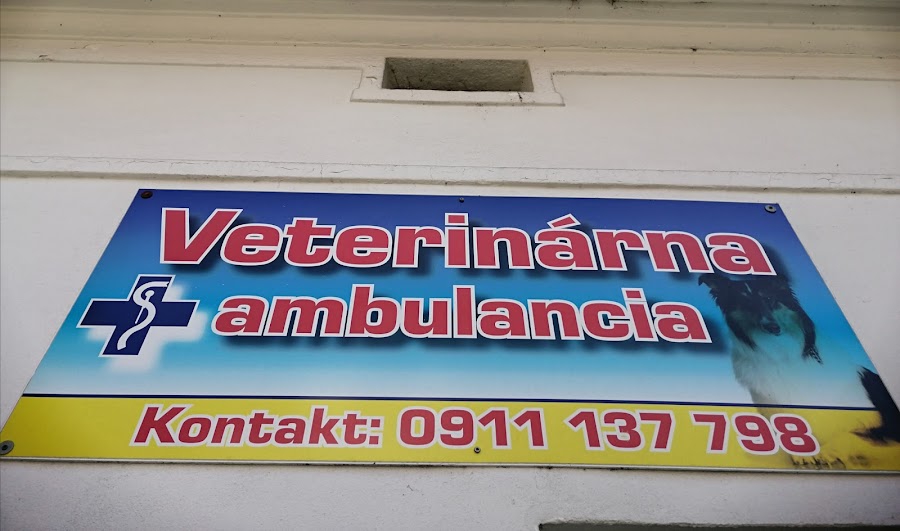 Veterinárna
ambulancia
Kontakt: 0911 137 798